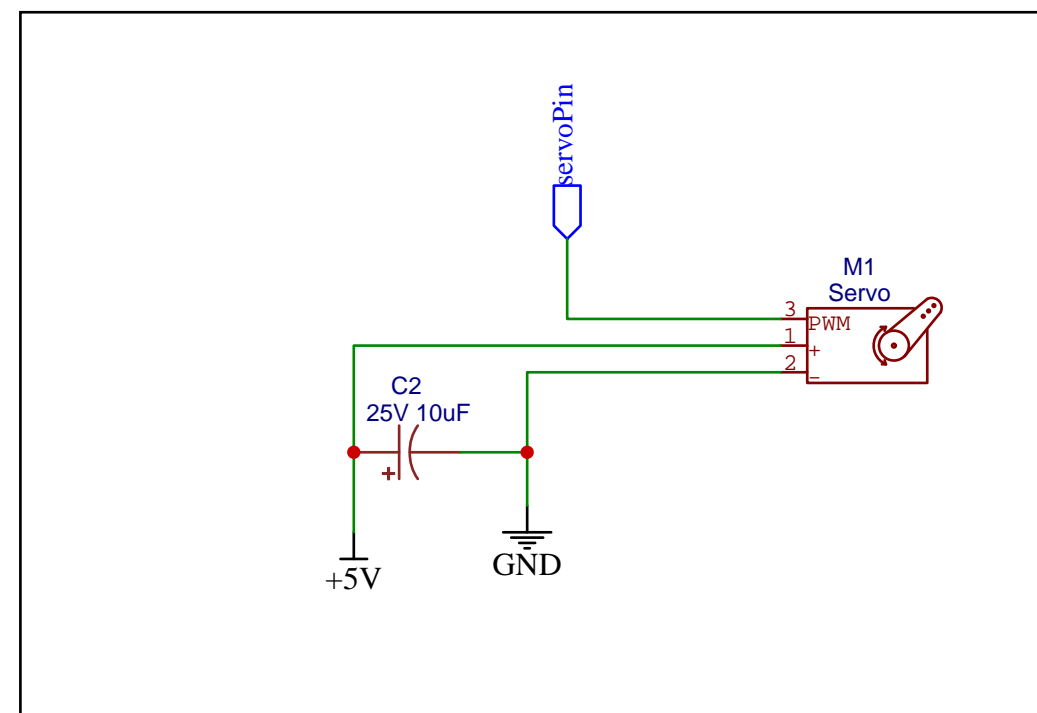 servoPin
M1
Servo
3
PWM
1
+
2
−
C2
25V 10uF
+
+5V
GND